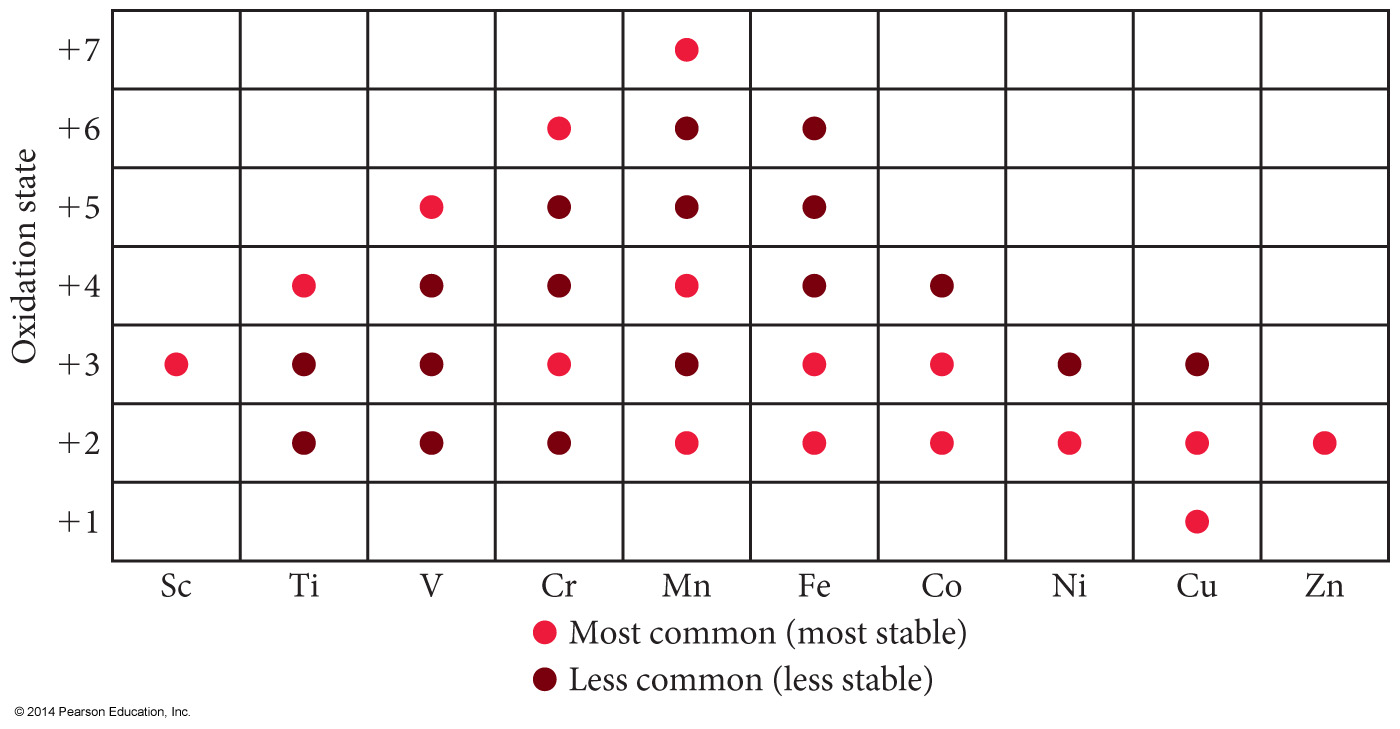 Oxidation state
+7
+6
+5
+4
+3
+2
+1
Sc Ti V Cr Mn Fe Co Ni Cu Zn
Most common (most stable)
Less common (less stable)
© 2014 Pearson Education, Inc.